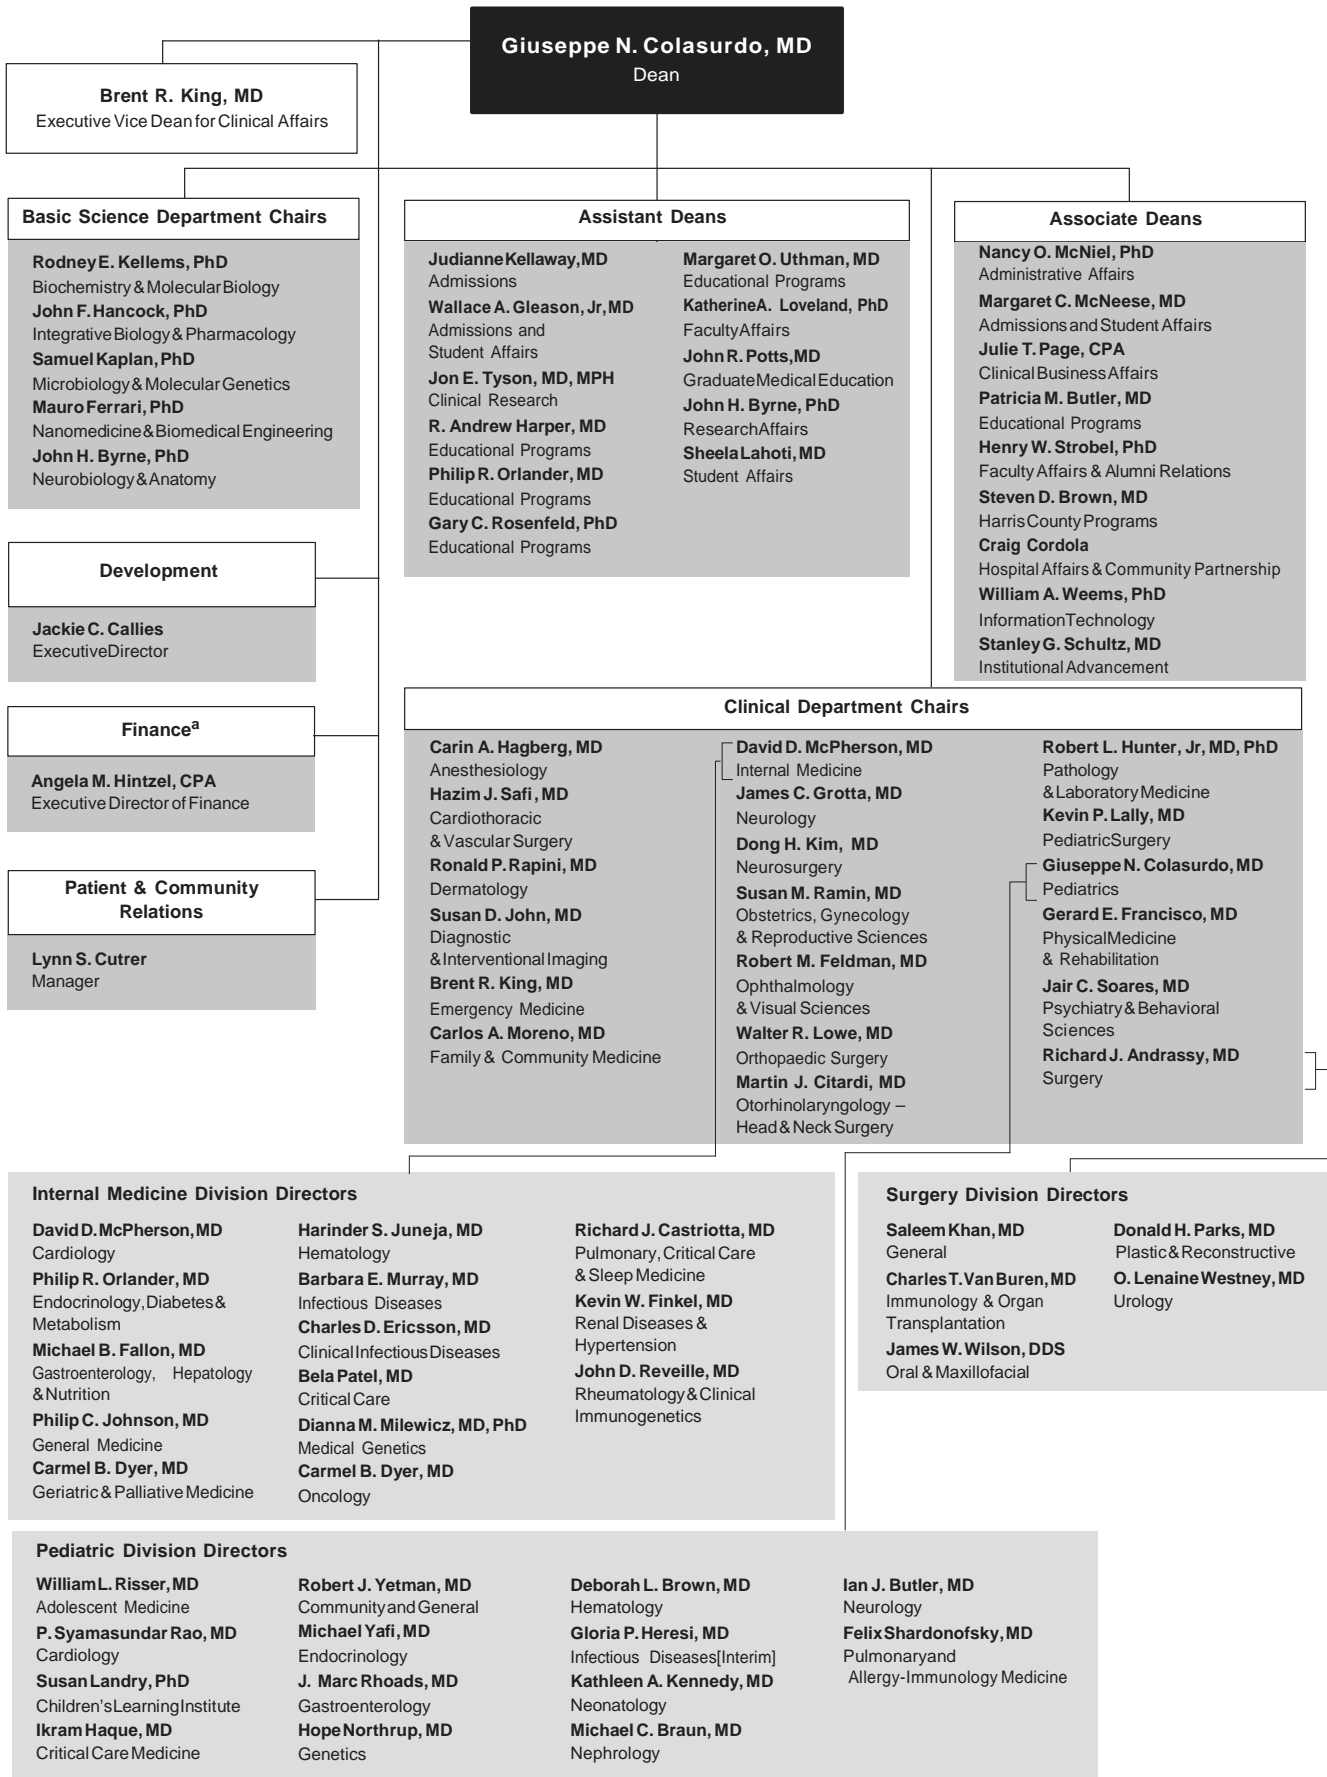 Giuseppe N. Colasurdo, MD
Dean
Brent R. King, MD
Executive Vice Dean for Clinical Affairs
Basic Science Department Chairs
Rodney E. Kellems, PhD
Biochemistry & Molecular Biology
John F. Hancock, PhD
Integrative Biology & Pharmacology
Samuel Kaplan, PhD
Microbiology & Molecular Genetics
Mauro Ferrari, PhD
Nanomedicine & Biomedical Engineering
John H. Byrne, PhD
Neurobiology & Anatomy
Assistant Deans
Judianne Kellaway, MD
Admissions
Wallace A. Gleason, Jr, MD
Admissions and
Student Affairs
Jon E. Tyson, MD, MPH
Clinical Research
R. Andrew Harper, MD
Educational Programs
Philip R. Orlander, MD
Educational Programs
Gary C. Rosenfeld, PhD
Educational Programs
Margaret O. Uthman, MD
Educational Programs
Katherine A. Loveland, PhD
Faculty Affairs
John R. Potts, MD
Graduate Medical Education
John H. Byrne, PhD
Research Affairs
Sheela Lahoti, MD
Student Affairs
Associate Deans
Nancy O. McNiel, PhD
Administrative Affairs
Margaret C. McNeese, MD
Admissions and Student Affairs
Julie T. Page, CPA
Clinical Business Affairs
Patricia M. Butler, MD
Educational Programs
Henry W. Strobel, PhD
Faculty Affairs & Alumni Relations
Steven D. Brown, MD
Harris County Programs
Craig Cordola
Hospital Affairs & Community Partnership
William A. Weems, PhD
Information Technology
Stanley G. Schultz, MD
Institutional Advancement
Development
Jackie C. Callies
Executive Director
Finance^a
Angela M. Hintzel, CPA
Executive Director of Finance
Patient & Community
Relations
Lynn S. Cutrer
Manager
Clinical Department Chairs
Carin A. Hagberg, MD
Anesthesiology
Hazim J. Safi, MD
Cardiothoracic
& Vascular Surgery
Ronald P. Rapini, MD
Dermatology
Susan D. John, MD
Diagnostic
& Interventional Imaging
Brent R. King, MD
Emergency Medicine
Carlos A. Moreno, MD
Family & Community Medicine
David D. McPherson, MD
Internal Medicine
James C. Grotta, MD
Neurology
Dong H. Kim, MD
Neurosurgery
Susan M. Ramin, MD
Obstetrics, Gynecology
& Reproductive Sciences
Robert M. Feldman, MD
Ophthalmology
& Visual Sciences
Walter R. Lowe, MD
Orthopaedic Surgery
Martin J. Citardi, MD
Otorhinolaryngology –
Head & Neck Surgery
Robert L. Hunter, Jr, MD, PhD
Pathology
& Laboratory Medicine
Kevin P. Lally, MD
Pediatric Surgery
Giuseppe N. Colasurdo, MD
Pediatrics
Gerard E. Francisco, MD
Physical Medicine
& Rehabilitation
Jair C. Soares, MD
Psychiatry & Behavioral
Sciences
Richard J. Andrassy, MD
Surgery
Internal Medicine Division Directors
David D. McPherson, MD
Cardiology
Philip R. Orlander, MD
Endocrinology, Diabetes &
Metabolism
Michael B. Fallon, MD
Gastroenterology, Hepatology
& Nutrition
Philip C. Johnson, MD
General Medicine
Carmel B. Dyer, MD
Geriatric & Palliative Medicine
Harinder S. Juneja, MD
Hematology
Barbara E. Murray, MD
Infectious Diseases
Charles D. Ericsson, MD
Clinical Infectious Diseases
Bela Patel, MD
Critical Care
Dianna M. Milewicz, MD, PhD
Medical Genetics
Carmel B. Dyer, MD
Oncology
Richard J. Castriotta, MD
Pulmonary, Critical Care
& Sleep Medicine
Kevin W. Finkel, MD
Renal Diseases &
Hypertension
John D. Reveille, MD
Rheumatology & Clinical
Immunogenetics
Surgery Division Directors
Saleem Khan, MD
General
Charles T. Van Buren, MD
Immunology & Organ
Transplantation
James W. Wilson, DDS
Oral & Maxillofacial
Donald H. Parks, MD
Plastic & Reconstructive
O. Lenaine Westney, MD
Urology
Pediatric Division Directors
William L. Risser, MD
Adolescent Medicine
P. Syamasundar Rao, MD
Cardiology
Susan Landry, PhD
Children's Learning Institute
Ikram Haque, MD
Critical Care Medicine
Robert J. Yetman, MD
Community and General
Michael Yafi, MD
Endocrinology
J. Marc Rhoads, MD
Gastroenterology
Hope Northrup, MD
Genetics
Deborah L. Brown, MD
Hematology
Gloria P. Heresi, MD
Infectious Diseases [Interim]
Kathleen A. Kennedy, MD
Neonatology
Michael C. Braun, MD
Nephrology
Ian J. Butler, MD
Neurology
Felix Shardonofsky, MD
Pulmonary and
Allergy-Immunology Medicine